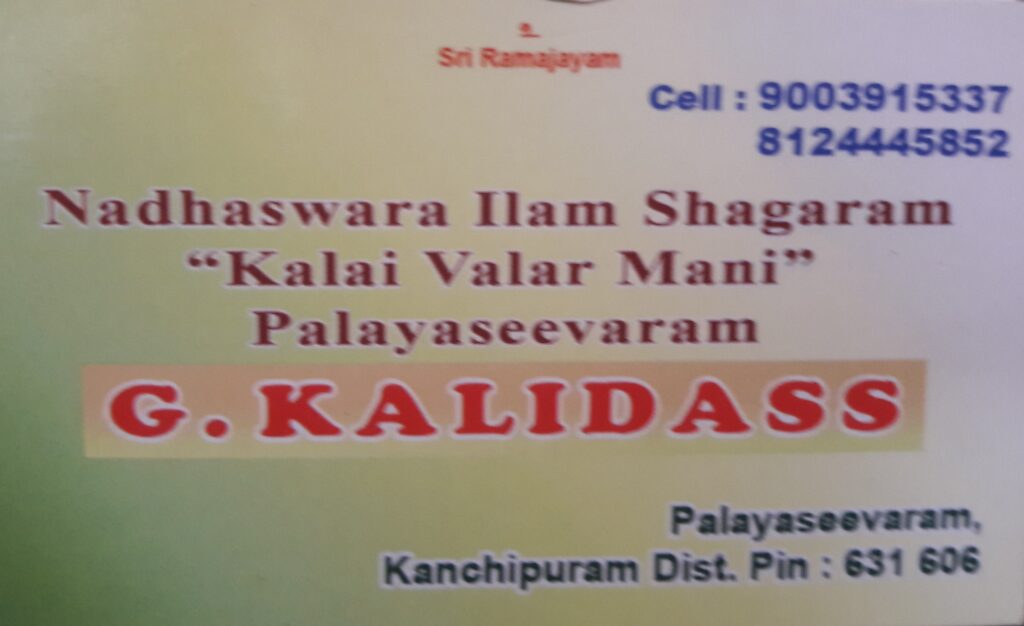 உ
Sri Ramajayam
Cell : 9003915337
8124445852
Nadhaswara Ilam Shagaram
“Kalai Valar Mani”
Palayaseevaram
G. KALIDASS
Palayaseevaram,
Kanchipuram Dist. Pin : 631 606